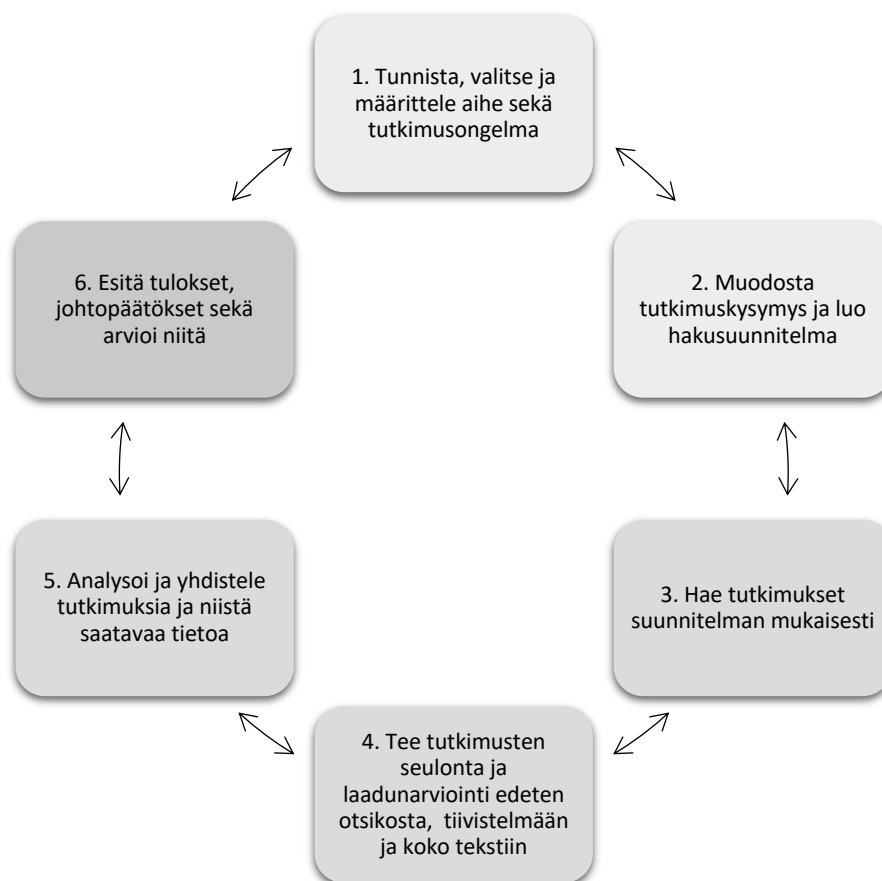 1. Tunnista, valitse ja
määrittele aihe sekä
tutkimusongelma
2. Muodosta
tutkimuskysymys ja luo
hakusuunnitelma
3. Hae tutkimukset
suunnitelman mukaisesti
4. Tee tutkimusten
seulonta ja
laadunarviointi edeten
otsikosta, tiivistelmään
ja koko tekstiin
5. Analysoi ja yhdistele
tutkimuksia ja niistä
saatavaa tietoa
6. Esitä tulokset,
johtopäätökset sekä
arvioi niitä